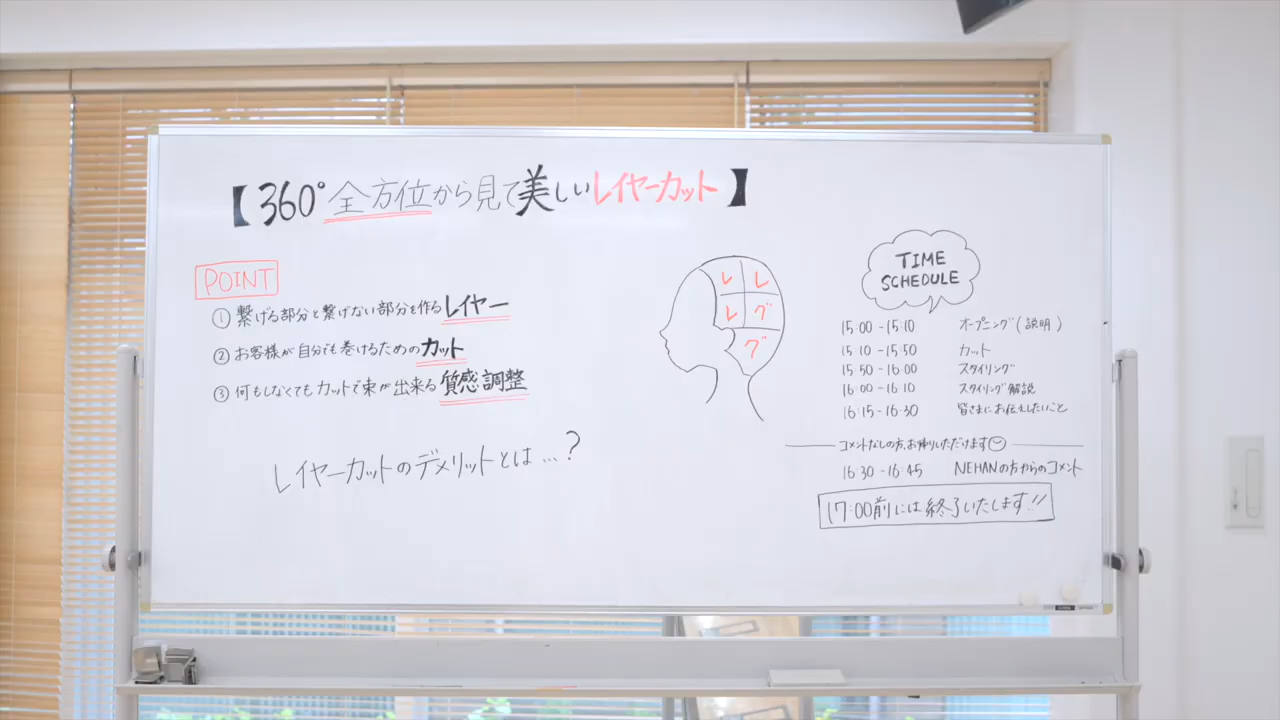 【360°全方位から見て美しいレイヤーカット】
POINT
① 繋げる部分と繋げない部分を作るレイヤー
② お客様が自分でも巻けるためのカット
③ 何もしなくてもカットで束が出来る質感調整
レイヤーカットのデメリットとは…?
レ レ
レ グ
グ
TIME
SCHEDULE
15:00-15:10 オープニング(説明)
15:10-15:50 カット
15:50-16:00 スタイリング
16:00-16:10 スタイリング解説
16:15-16:30 皆さまにお伝えしたいこと
コメントなしの方、お帰りいただけます
16:30-16:45 NEHANの方からのコメント
17:00前には終了いたします!!